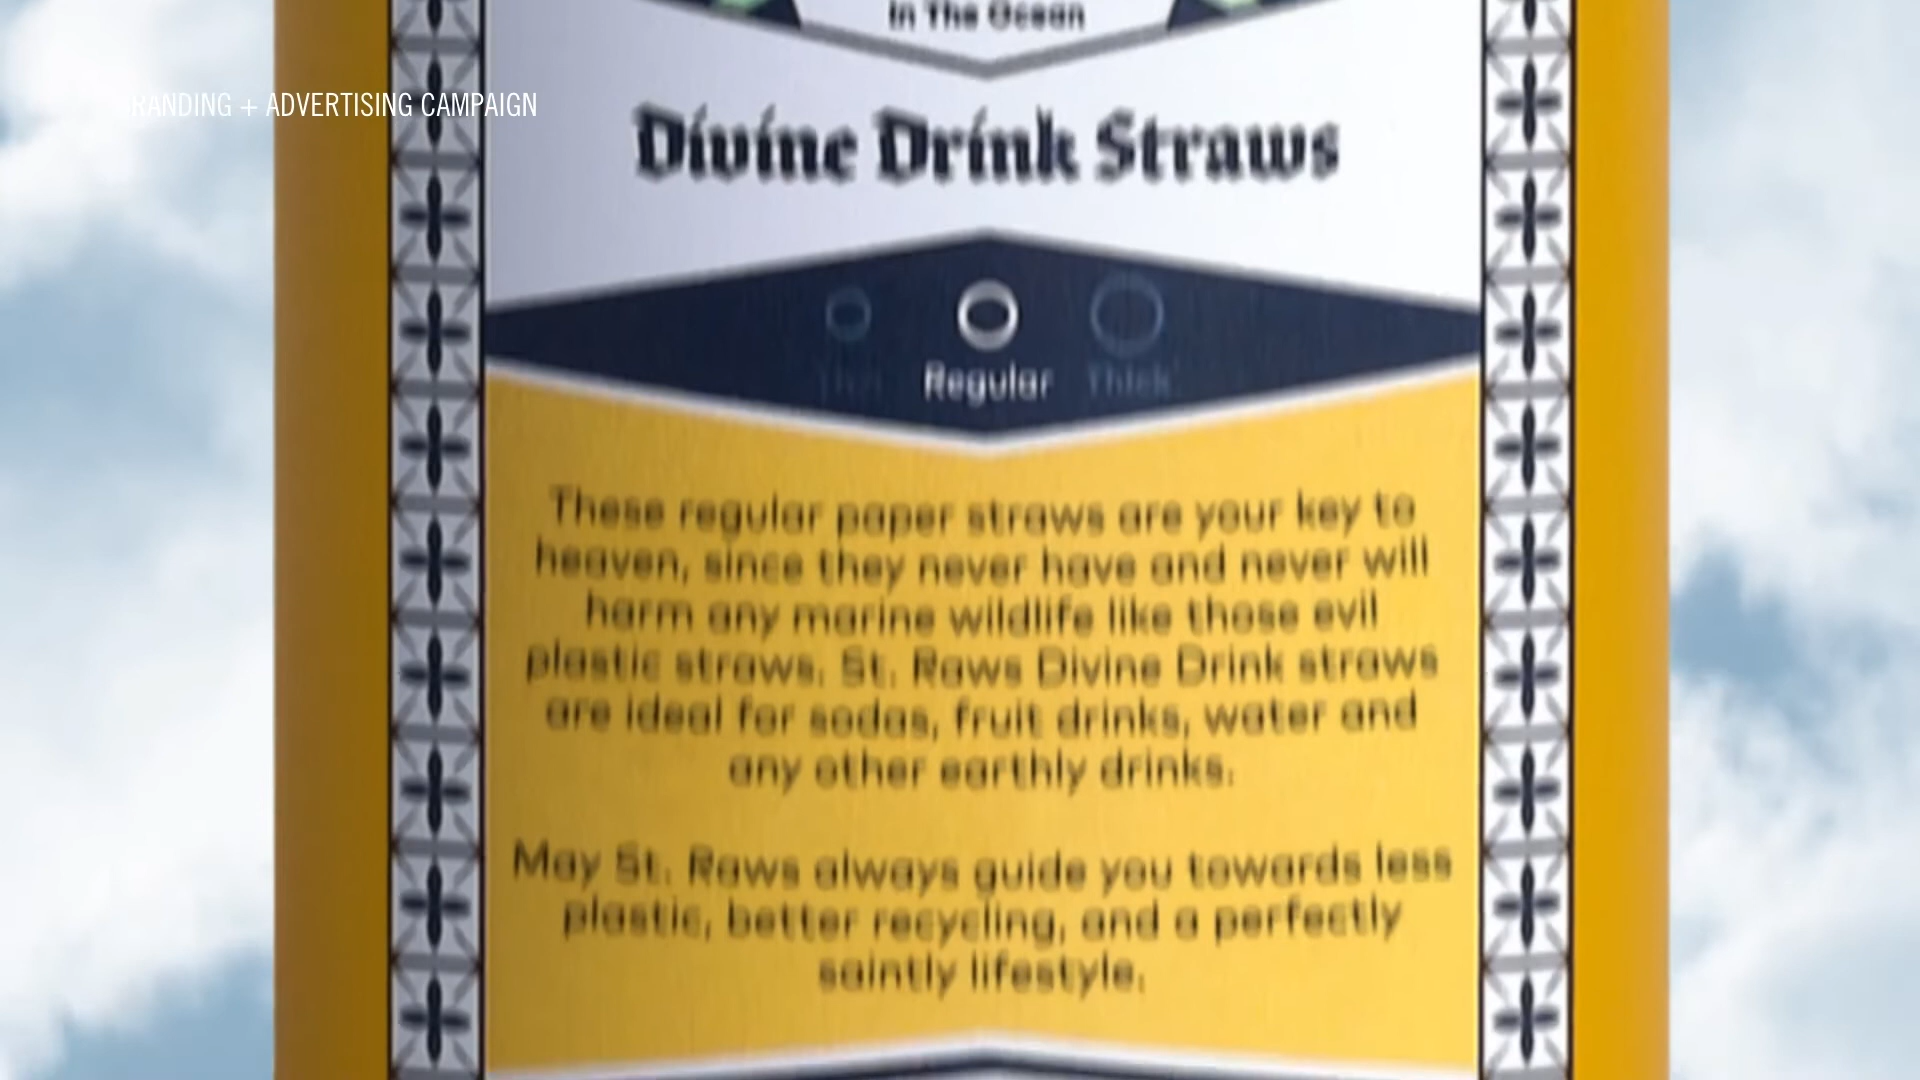 In The Ocean
BRANDING + ADVERTISING CAMPAIGN
Divine Drink Straws
Regular Thick
These regular paper straws are your key to
heaven, since they never have and never will
harm any marine wildlife like those evil
plastic straws. St. Raws Divine Drink straws
are ideal for sodas, fruit drinks, water and
any other earthly drinks.
May St. Raws always guide you towards less
plastic, better recycling, and a perfectly
saintly lifestyle.